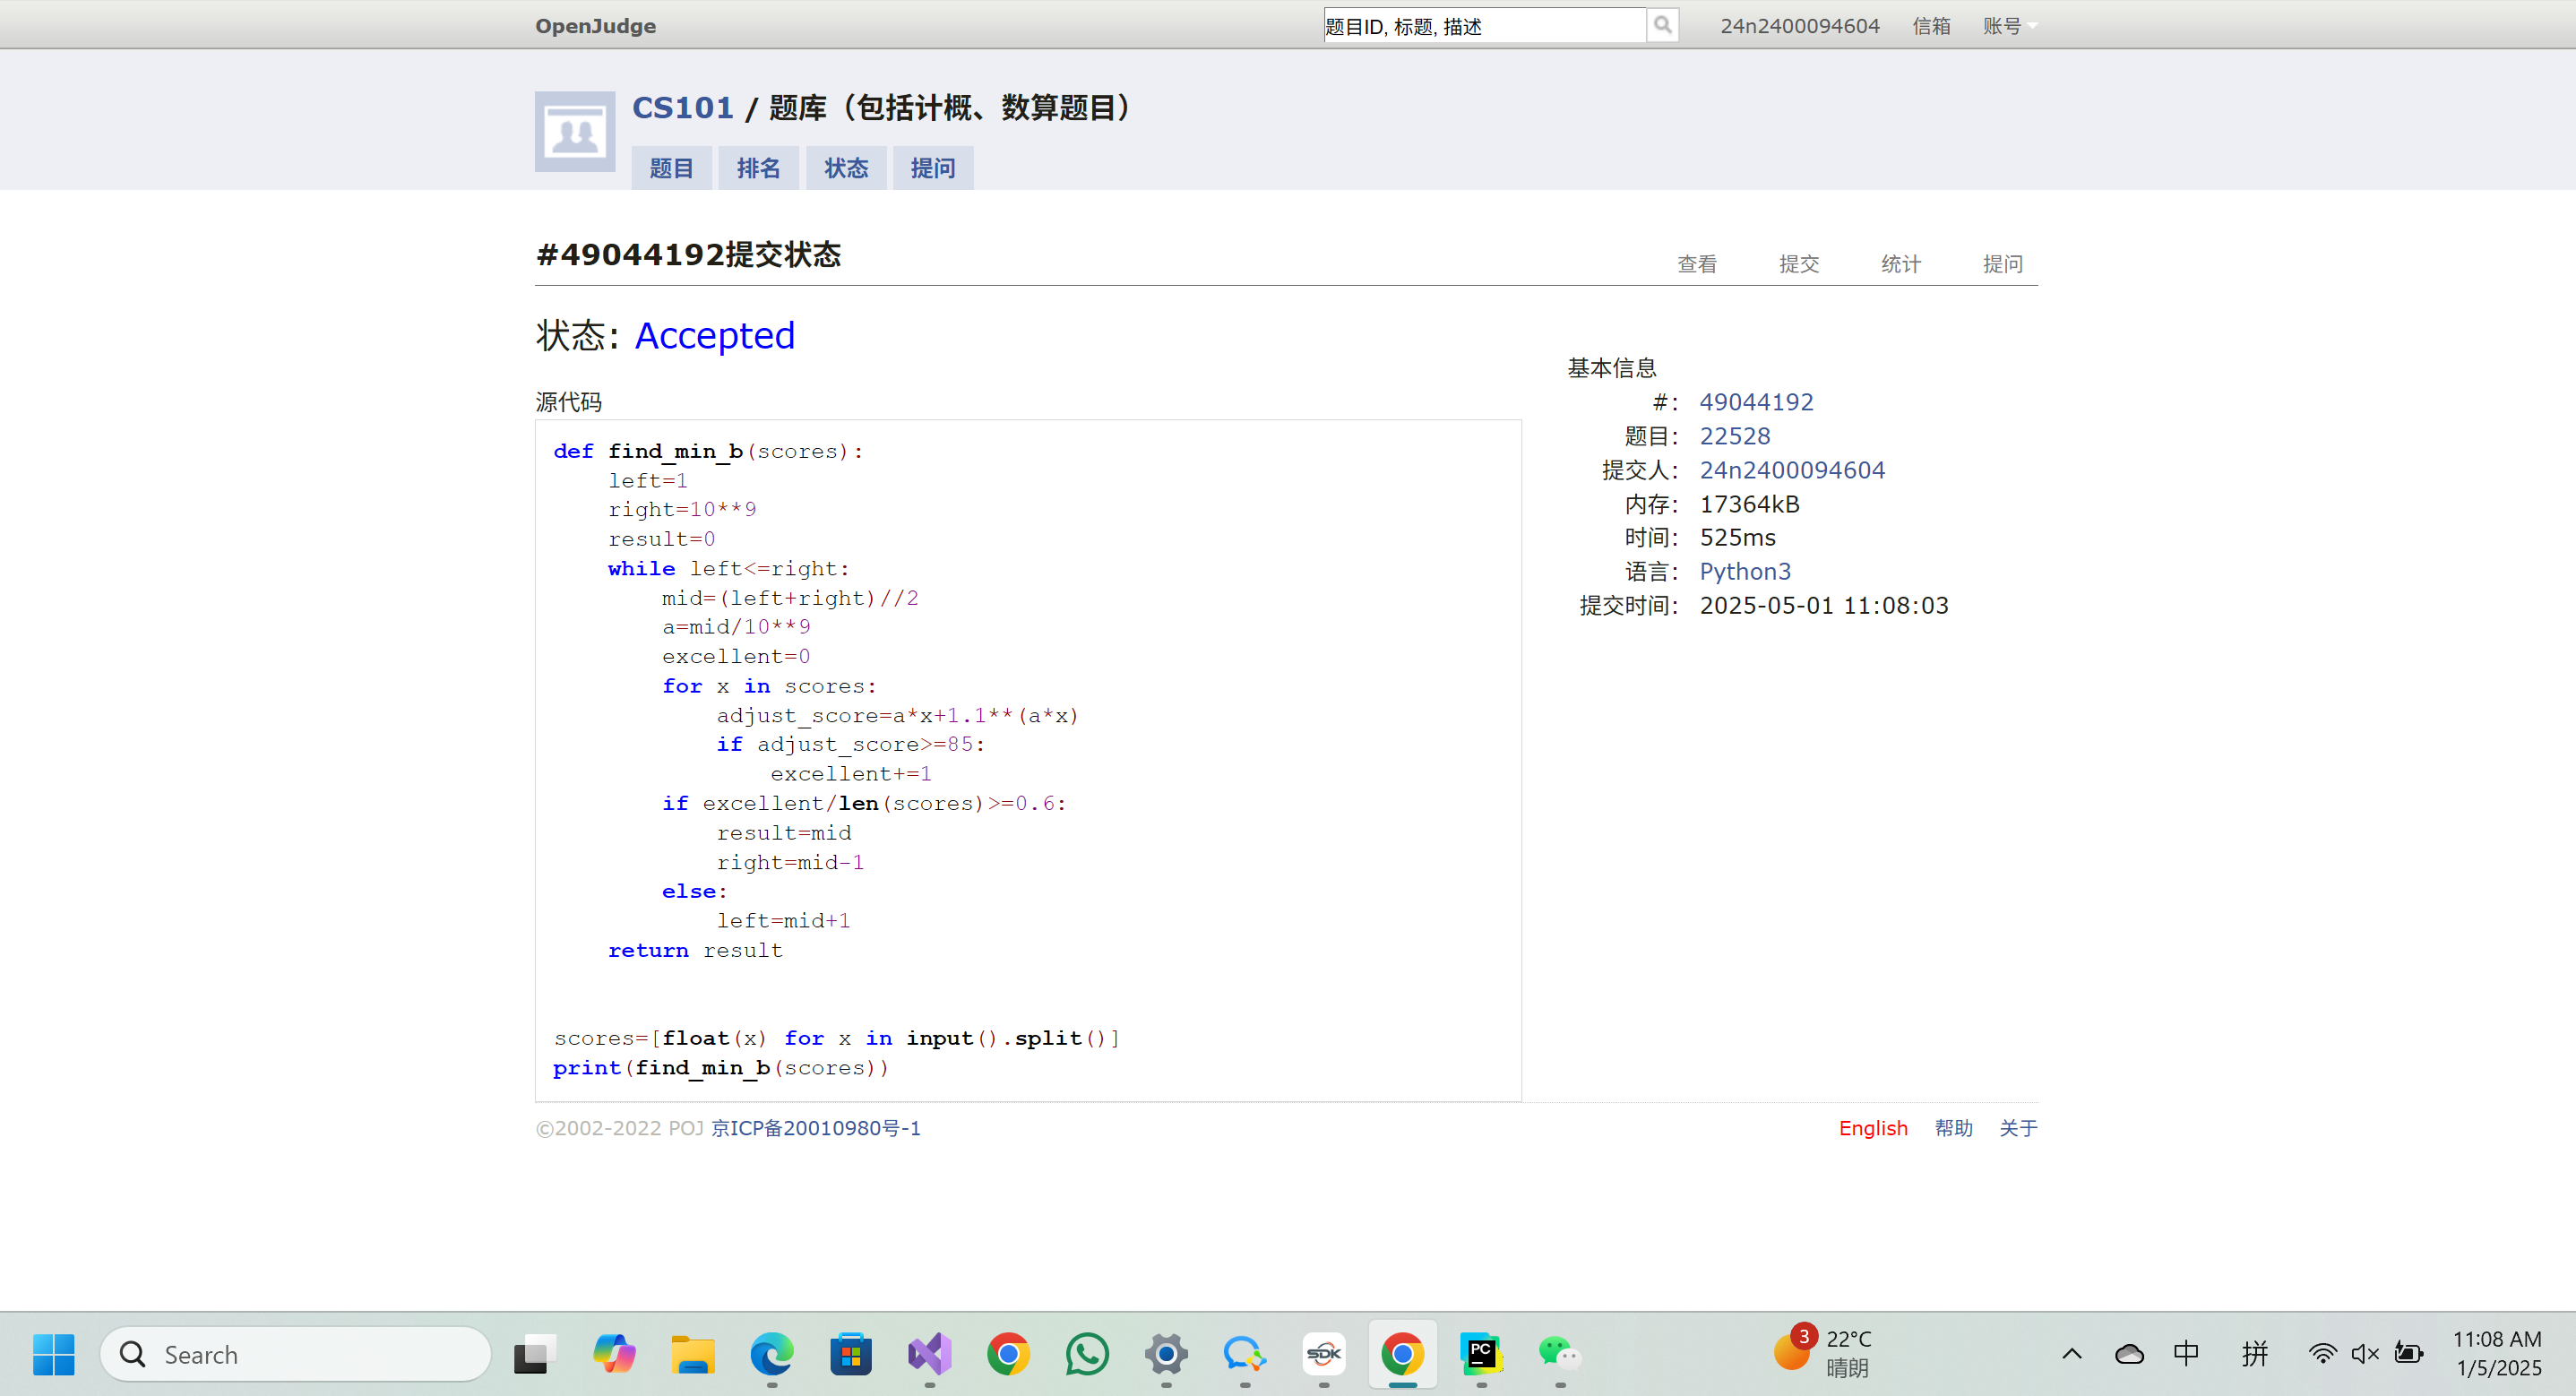 OpenJudge
题目ID, 标题, 描述
24n2400094604 信箱 账号
CS101 / 题库（包括计概、数算题目）
题目 排名 状态 提问
#49044192提交状态
查看 提交 统计 提问
状态: Accepted
源代码
def find_min_b(scores):
    left=1
    right=10**9
    result=0
    while left<=right:
        mid=(left+right)//2
        a=mid/10**9
        excellent=0
        for x in scores:
            adjust_score=a*x+1.1**(a*x)
            if adjust_score>=85:
                excellent+=1
        if excellent/len(scores)>=0.6:
            result=mid
            right=mid-1
        else:
            left=mid+1
    return result
scores=[float(x) for x in input().split()]
print(find_min_b(scores))
基本信息
#: 49044192
题目: 22528
提交人: 24n2400094604
内存: 17364kB
时间: 525ms
语言: Python3
提交时间: 2025-05-01 11:08:03
©2002-2022 POJ 京ICP备20010980号-1
English 帮助 关于
Search
SDK
PC
3
22°C
晴朗
中
拼
11:08 AM
1/5/2025